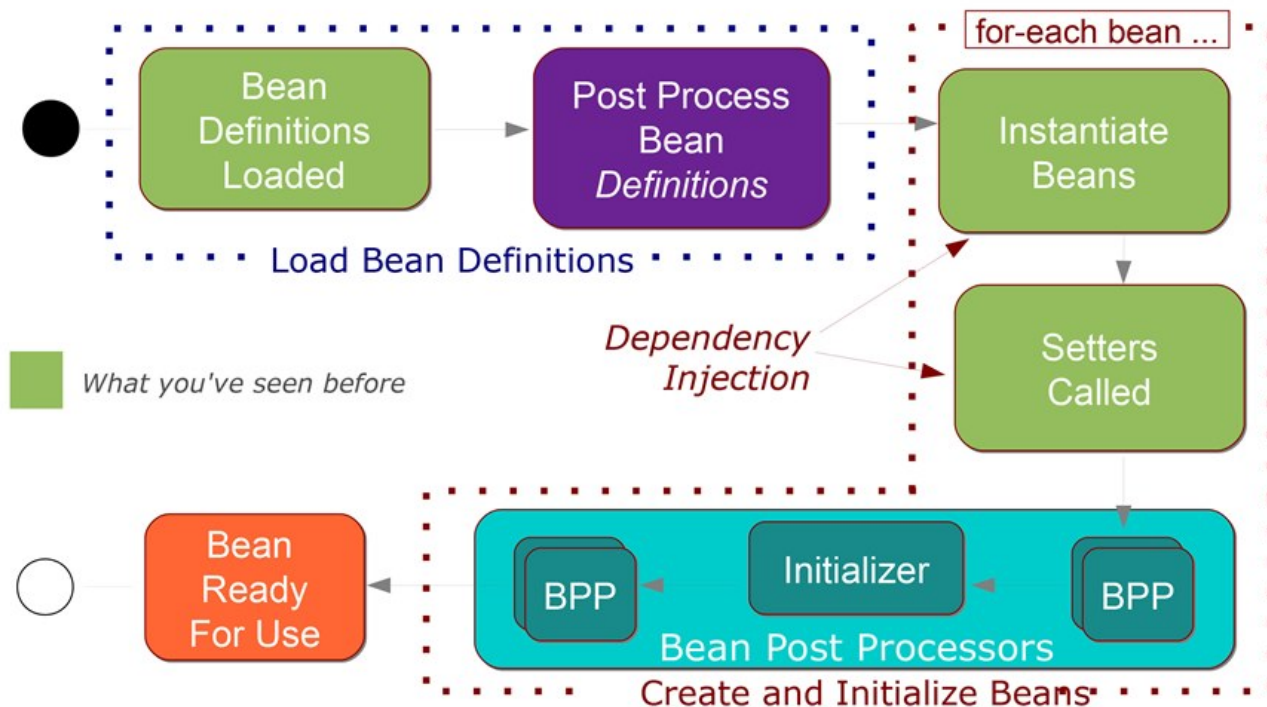 for-each bean ...
Bean
Definitions
Loaded
Post Process
Bean
Definitions
Instantiate
Beans
Load Bean Definitions
Dependency
Injection
Setters
Called
What you've seen before
Bean
Ready
For Use
BPP
Initializer
BPP
Bean Post Processors
Create and Initialize Beans